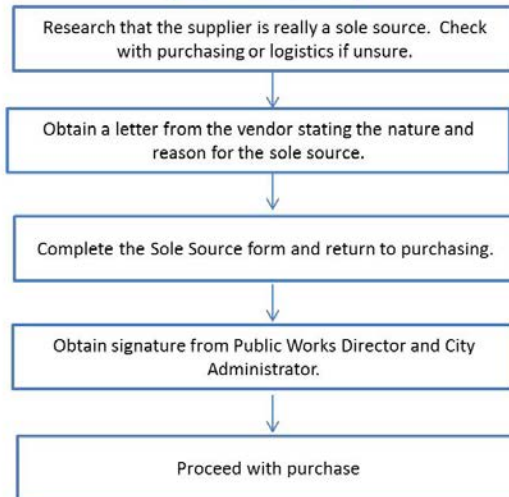 Research that the supplier is really a sole source.  Check
with purchasing or logistics if unsure.
Obtain a letter from the vendor stating the nature and
reason for the sole source.
Complete the Sole Source form and return to purchasing.
Obtain signature from Public Works Director and City
Administrator.
Proceed with purchase